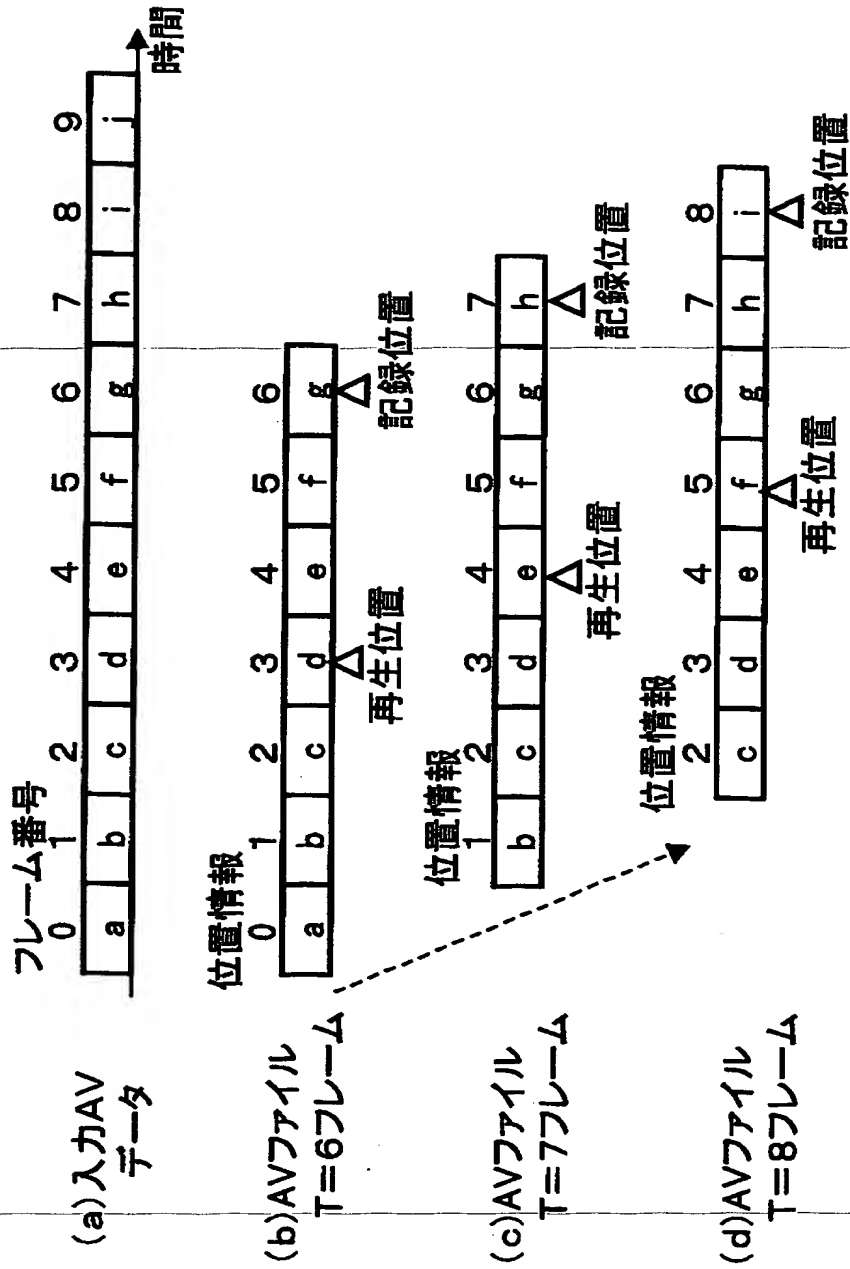 (a)入力AV
データ
フレーム番号
0 1 2 3 4 5 6 7 8 9
a b c d e f g h i j
時間
(b)AVファイル
T=6フレーム
位置情報
0 1 2 3 4 5 6
a b c d e f g
再生位置
記録位置
(c)AVファイル
T=7フレーム
位置情報
1 2 3 4 5 6 7
b c d e f g h
再生位置
記録位置
(d)AVファイル
T=8フレーム
位置情報
2 3 4 5 6 7 8
c d e f g h i
再生位置
記録位置